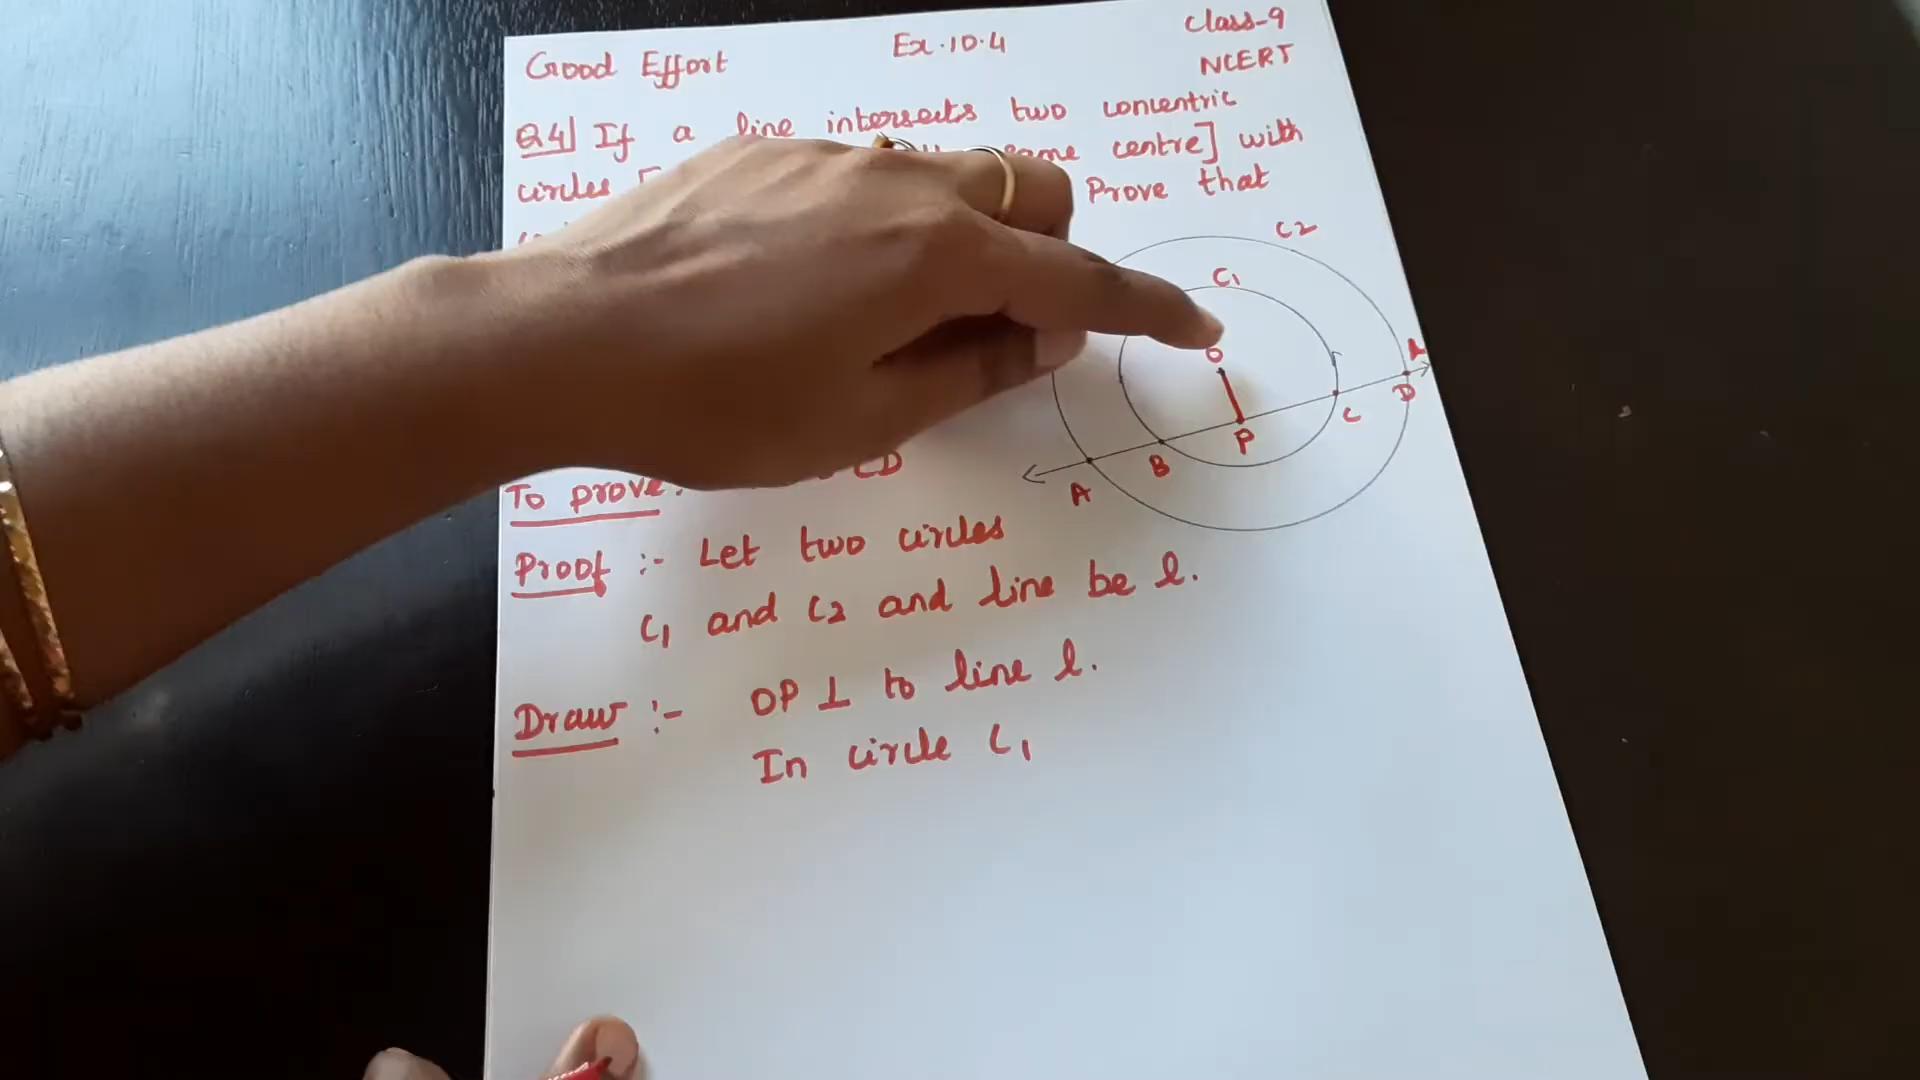 Good Effort
Ex.10.4
Class-9
NCERT
Q4| If a line intersects two concentric
circles same centre] with
Prove that
C2
C1
O
l
D
C
P
B
A
CD
To prove:
Proof :- Let two circles
C1 and C2 and line be l.
Draw :- OP ⊥ to line l.
In circle C1